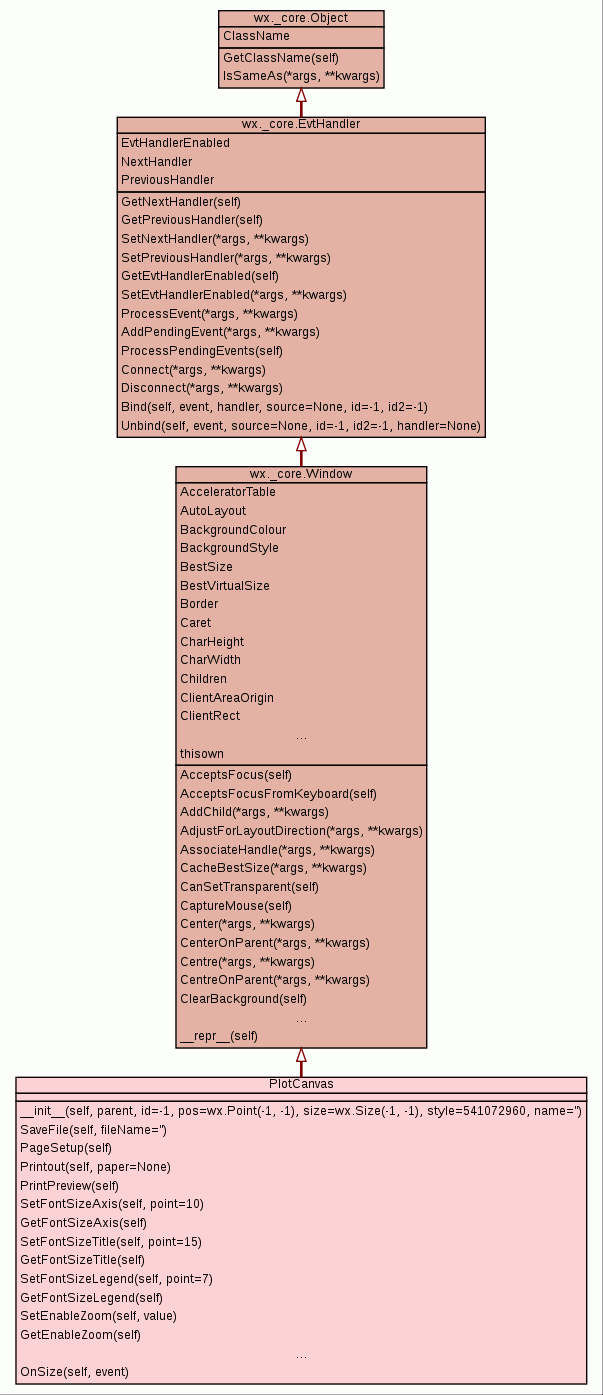 wx._core.Object
ClassName
GetClassName(self)
IsSameAs(*args, **kwargs)
wx._core.EvtHandler
EvtHandlerEnabled
NextHandler
PreviousHandler
GetNextHandler(self)
GetPreviousHandler(self)
SetNextHandler(*args, **kwargs)
SetPreviousHandler(*args, **kwargs)
GetEvtHandlerEnabled(self)
SetEvtHandlerEnabled(*args, **kwargs)
ProcessEvent(*args, **kwargs)
AddPendingEvent(*args, **kwargs)
ProcessPendingEvents(self)
Connect(*args, **kwargs)
Disconnect(*args, **kwargs)
Bind(self, event, handler, source=None, id=-1, id2=-1)
Unbind(self, event, source=None, id=-1, id2=-1, handler=None)
wx._core.Window
AcceleratorTable
AutoLayout
BackgroundColour
BackgroundStyle
BestSize
BestVirtualSize
Border
Caret
CharHeight
CharWidth
Children
ClientAreaOrigin
ClientRect
...
thisown
AcceptsFocus(self)
AcceptsFocusFromKeyboard(self)
AddChild(*args, **kwargs)
AdjustForLayoutDirection(*args, **kwargs)
AssociateHandle(*args, **kwargs)
CacheBestSize(*args, **kwargs)
CanSetTransparent(self)
CaptureMouse(self)
Center(*args, **kwargs)
CenterOnParent(*args, **kwargs)
Centre(*args, **kwargs)
CentreOnParent(*args, **kwargs)
ClearBackground(self)
...
__repr__(self)
PlotCanvas
__init__(self, parent, id=-1, pos=wx.Point(-1, -1), size=wx.Size(-1, -1), style=541072960, name='')
SaveFile(self, fileName='')
PageSetup(self)
Printout(self, paper=None)
PrintPreview(self)
SetFontSizeAxis(self, point=10)
GetFontSizeAxis(self)
SetFontSizeTitle(self, point=15)
GetFontSizeTitle(self)
SetFontSizeLegend(self, point=7)
GetFontSizeLegend(self)
SetEnableZoom(self, value)
GetEnableZoom(self)
...
OnSize(self, event)